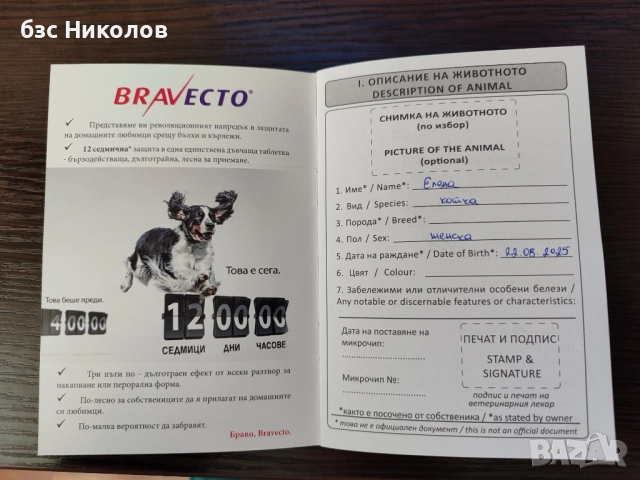 бзс Николов
BRAVECTO®
✓ Представяме ви революционният напредък в защитата
на домашните любимци срещу бълхи и кърлежи.
✓ 12 седмична* защита в една единствена дъвчаща таблетка
- бързодействаща, дълготрайна, лесна за приемане.
Това е сега.
Това беше преди.
4 00 00
12 00 00
СЕДМИЦИ ДНИ ЧАСОВЕ
✓ Три пъти по - дълготраен ефект от всеки разтвор за
накапване или перорална форма.
✓ По-лесно за собствениците да я прилагат на домашните
си любимци.
✓ По-малка вероятност да забравят.
Браво, Bravecto.
I. ОПИСАНИЕ НА ЖИВОТНОТО
DESCRIPTION OF ANIMAL
СНИМКА НА ЖИВОТНОТО
(по избор)
PICTURE OF THE ANIMAL
(optional)
1. Име* / Name*: Елена
2. Вид / Species: котка
3. Порода* / Breed*:
4. Пол / Sex: женска
5. Дата на раждане* / Date of Birth*: 22.08.2025
6. Цвят / Colour:
7. Забележими или отличителни особени белези /
Any notable or discernable features or characteristics:
Дата на поставяне на
микрочип:
Микрочип №:
ПЕЧАТ И ПОДПИС
STAMP &
SIGNATURE
подпис и печат на
ветеринарния лекар
*както е посочено от собственика / *as stated by owner
* това не е официален документ / this is not an official document
BAZAR